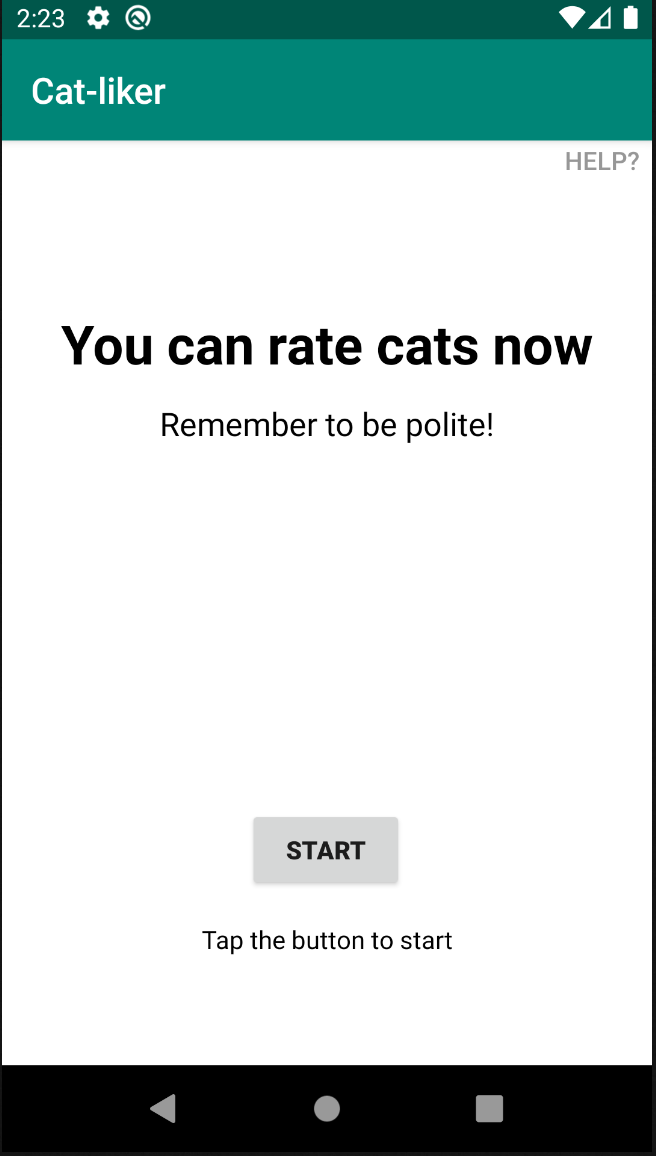 2:23
Cat-liker
HELP?
You can rate cats now
Remember to be polite!
START
Tap the button to start